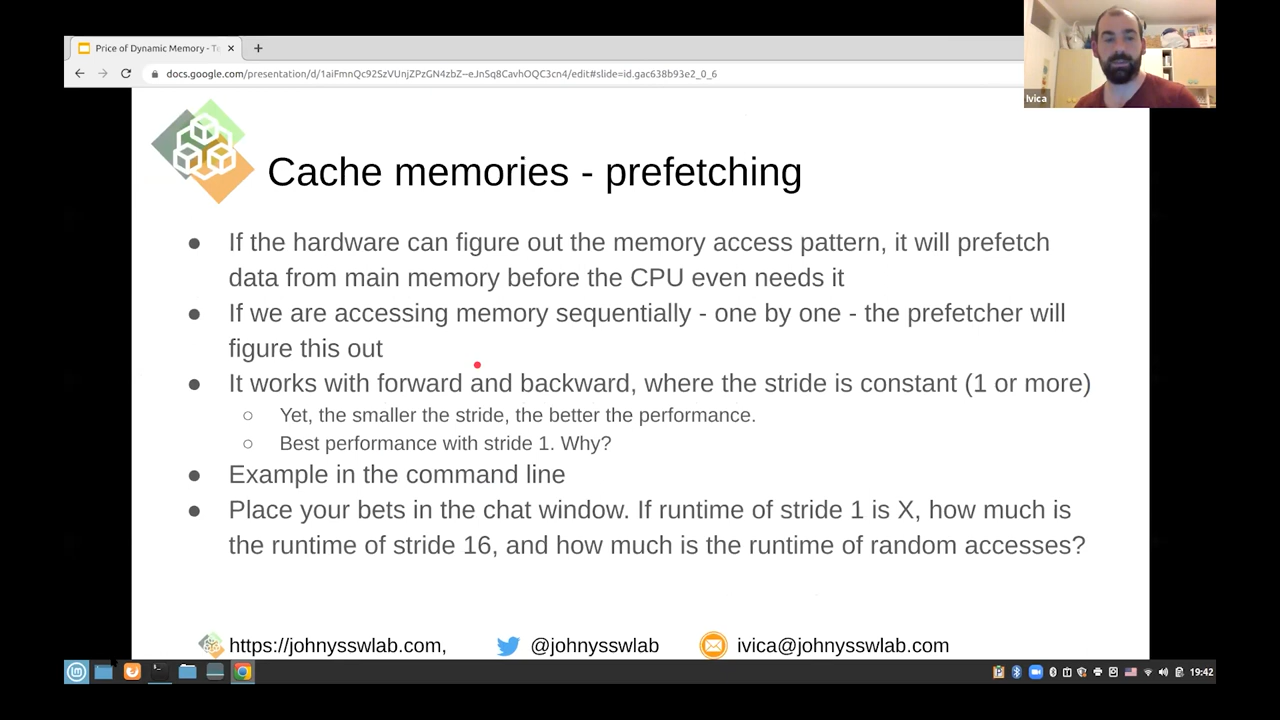 Price of Dynamic Memory - T
docs.google.com/presentation/d/1aiFmnQc92SzVUnjZPzGN4zbZ--eJnSq8CavhOQC3cn4/edit#slide=id.gac638b93e2_0_6
Ivica
Cache memories - prefetching
● If the hardware can figure out the memory access pattern, it will prefetch
data from main memory before the CPU even needs it
● If we are accessing memory sequentially - one by one - the prefetcher will
figure this out
● It works with forward and backward, where the stride is constant (1 or more)
○ Yet, the smaller the stride, the better the performance.
○ Best performance with stride 1. Why?
● Example in the command line
● Place your bets in the chat window. If runtime of stride 1 is X, how much is
the runtime of stride 16, and how much is the runtime of random accesses?
https://johnysswlab.com, @johnysswlab ivica@johnysswlab.com
19:42